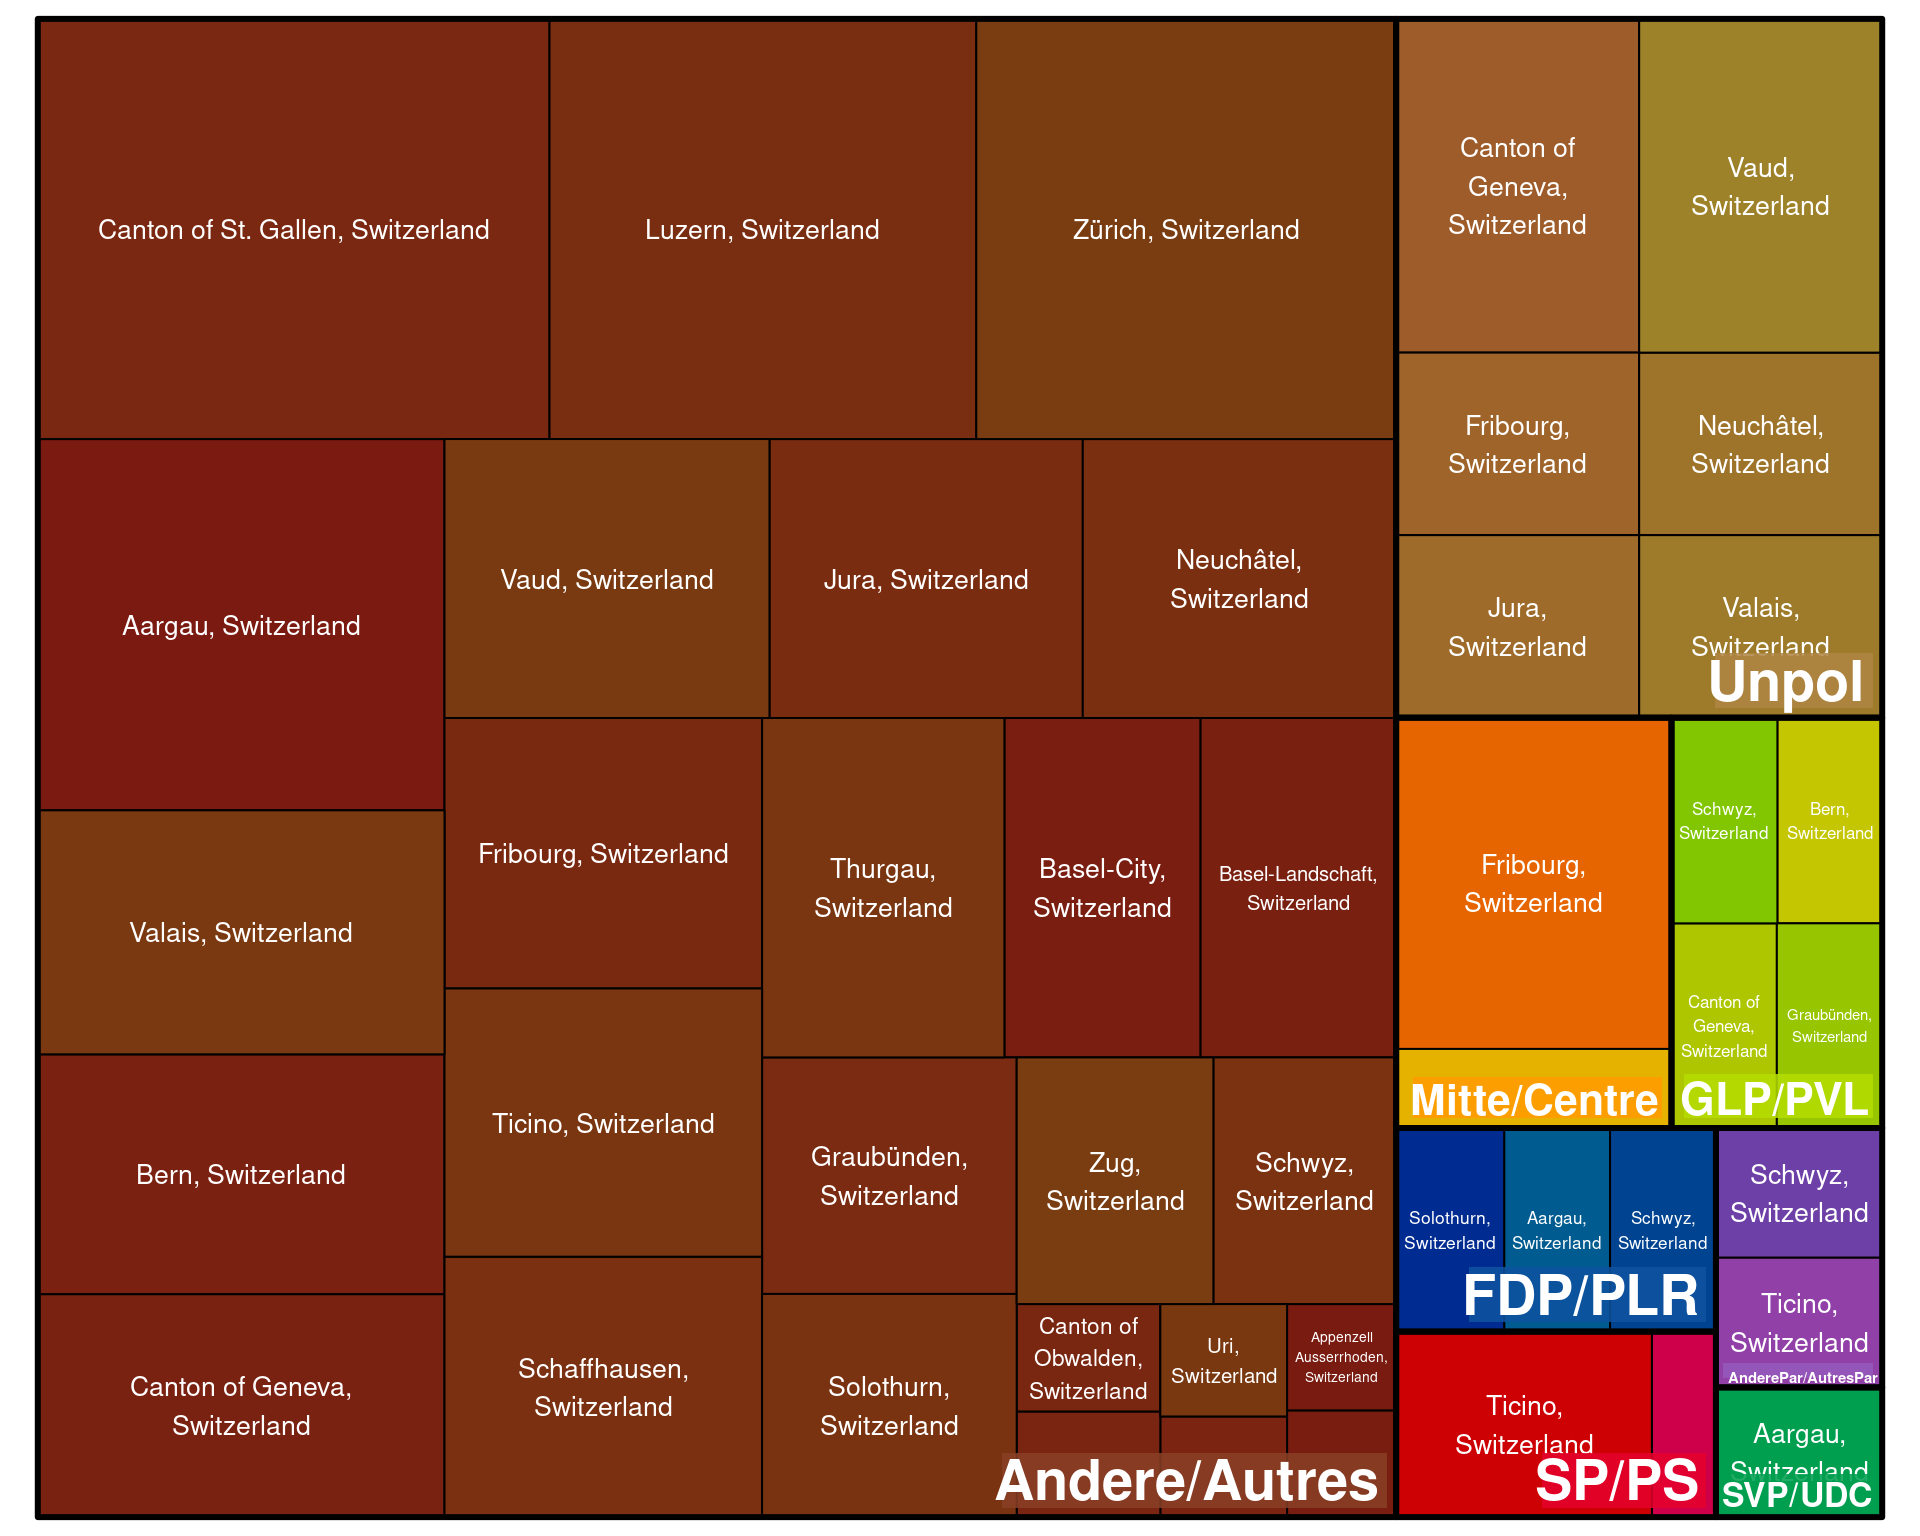 Canton of St. Gallen, Switzerland
Luzern, Switzerland
Zürich, Switzerland
Aargau, Switzerland
Vaud, Switzerland
Jura, Switzerland
Neuchâtel,
Switzerland
Valais, Switzerland
Fribourg, Switzerland
Thurgau,
Switzerland
Basel-City,
Switzerland
Basel-Landschaft,
Switzerland
Bern, Switzerland
Ticino, Switzerland
Graubünden,
Switzerland
Zug,
Switzerland
Schwyz,
Switzerland
Canton of Geneva,
Switzerland
Schaffhausen,
Switzerland
Solothurn,
Switzerland
Canton of
Obwalden,
Switzerland
Uri,
Switzerland
Appenzell
Ausserrhoden,
Switzerland
Andere/Autres
Canton of
Geneva,
Switzerland
Vaud,
Switzerland
Fribourg,
Switzerland
Neuchâtel,
Switzerland
Jura,
Switzerland
Valais,
Switzerland
Unpol
Fribourg,
Switzerland
Mitte/Centre
Schwyz,
Switzerland
Bern,
Switzerland
Canton of
Geneva,
Switzerland
Graubünden,
Switzerland
GLP/PVL
Solothurn,
Switzerland
Aargau,
Switzerland
Schwyz,
Switzerland
FDP/PLR
Schwyz,
Switzerland
Ticino,
Switzerland
AnderePar/AutresPar
Ticino,
Switzerland
SP/PS
Aargau,
Switzerland
SVP/UDC